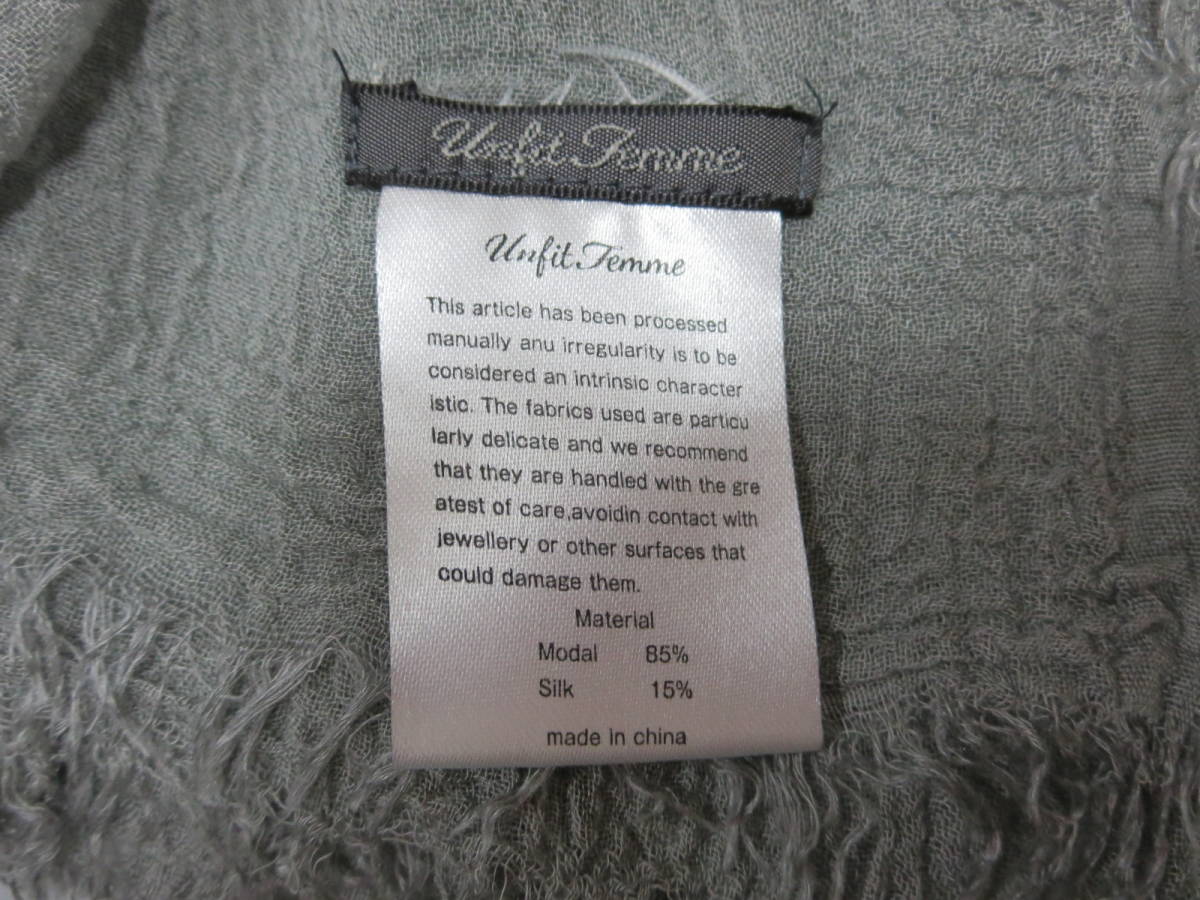 Unfit Femme
Unfit Femme
This article has been processed
manually anu irregularity is to be
considered an intrinsic character
istic. The fabrics used are particu
larly delicate and we recommend
that they are handled with the gre
atest of care,avoidin contact with
jewellery or other surfaces that
could damage them.
Material
Modal 85%
Silk 15%
made in china